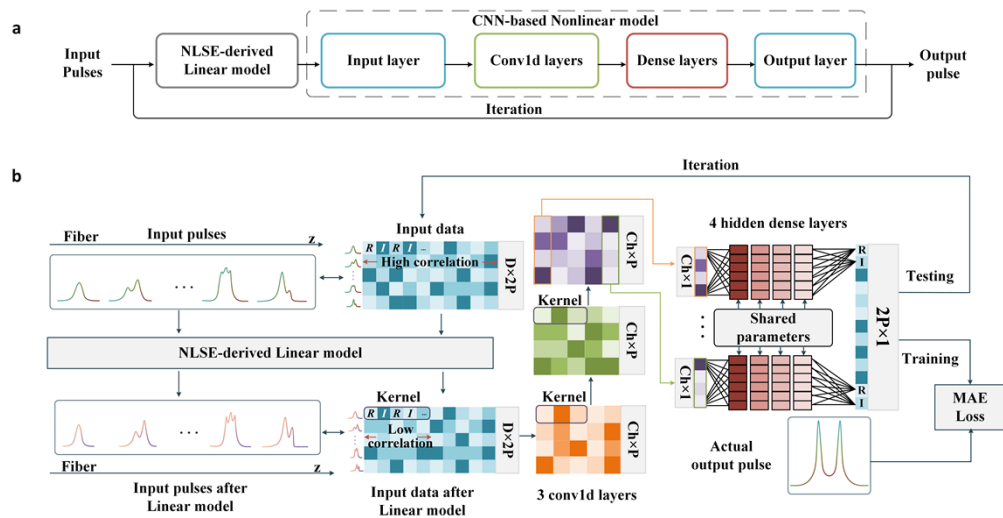 a
CNN-based Nonlinear model
Input
Pulses
NLSE-derived
Linear model
Input layer
Conv1d layers
Dense layers
Output layer
Output
pulse
Iteration
b
Iteration
Fiber
Input pulses
z
Input data
R I R I ...
High correlation
D×2P
NLSE-derived Linear model
Kernel
R I R I ...
Low
correlation
D×2P
Fiber
z
Input pulses after
Linear model
Input data after
Linear model
Ch×P
Kernel
Ch×P
Kernel
Ch×P
3 conv1d layers
4 hidden dense layers
Ch×1
Shared
parameters
Ch×1
R
I
2P×1
R
I
Testing
Training
MAE
Loss
Actual
output pulse